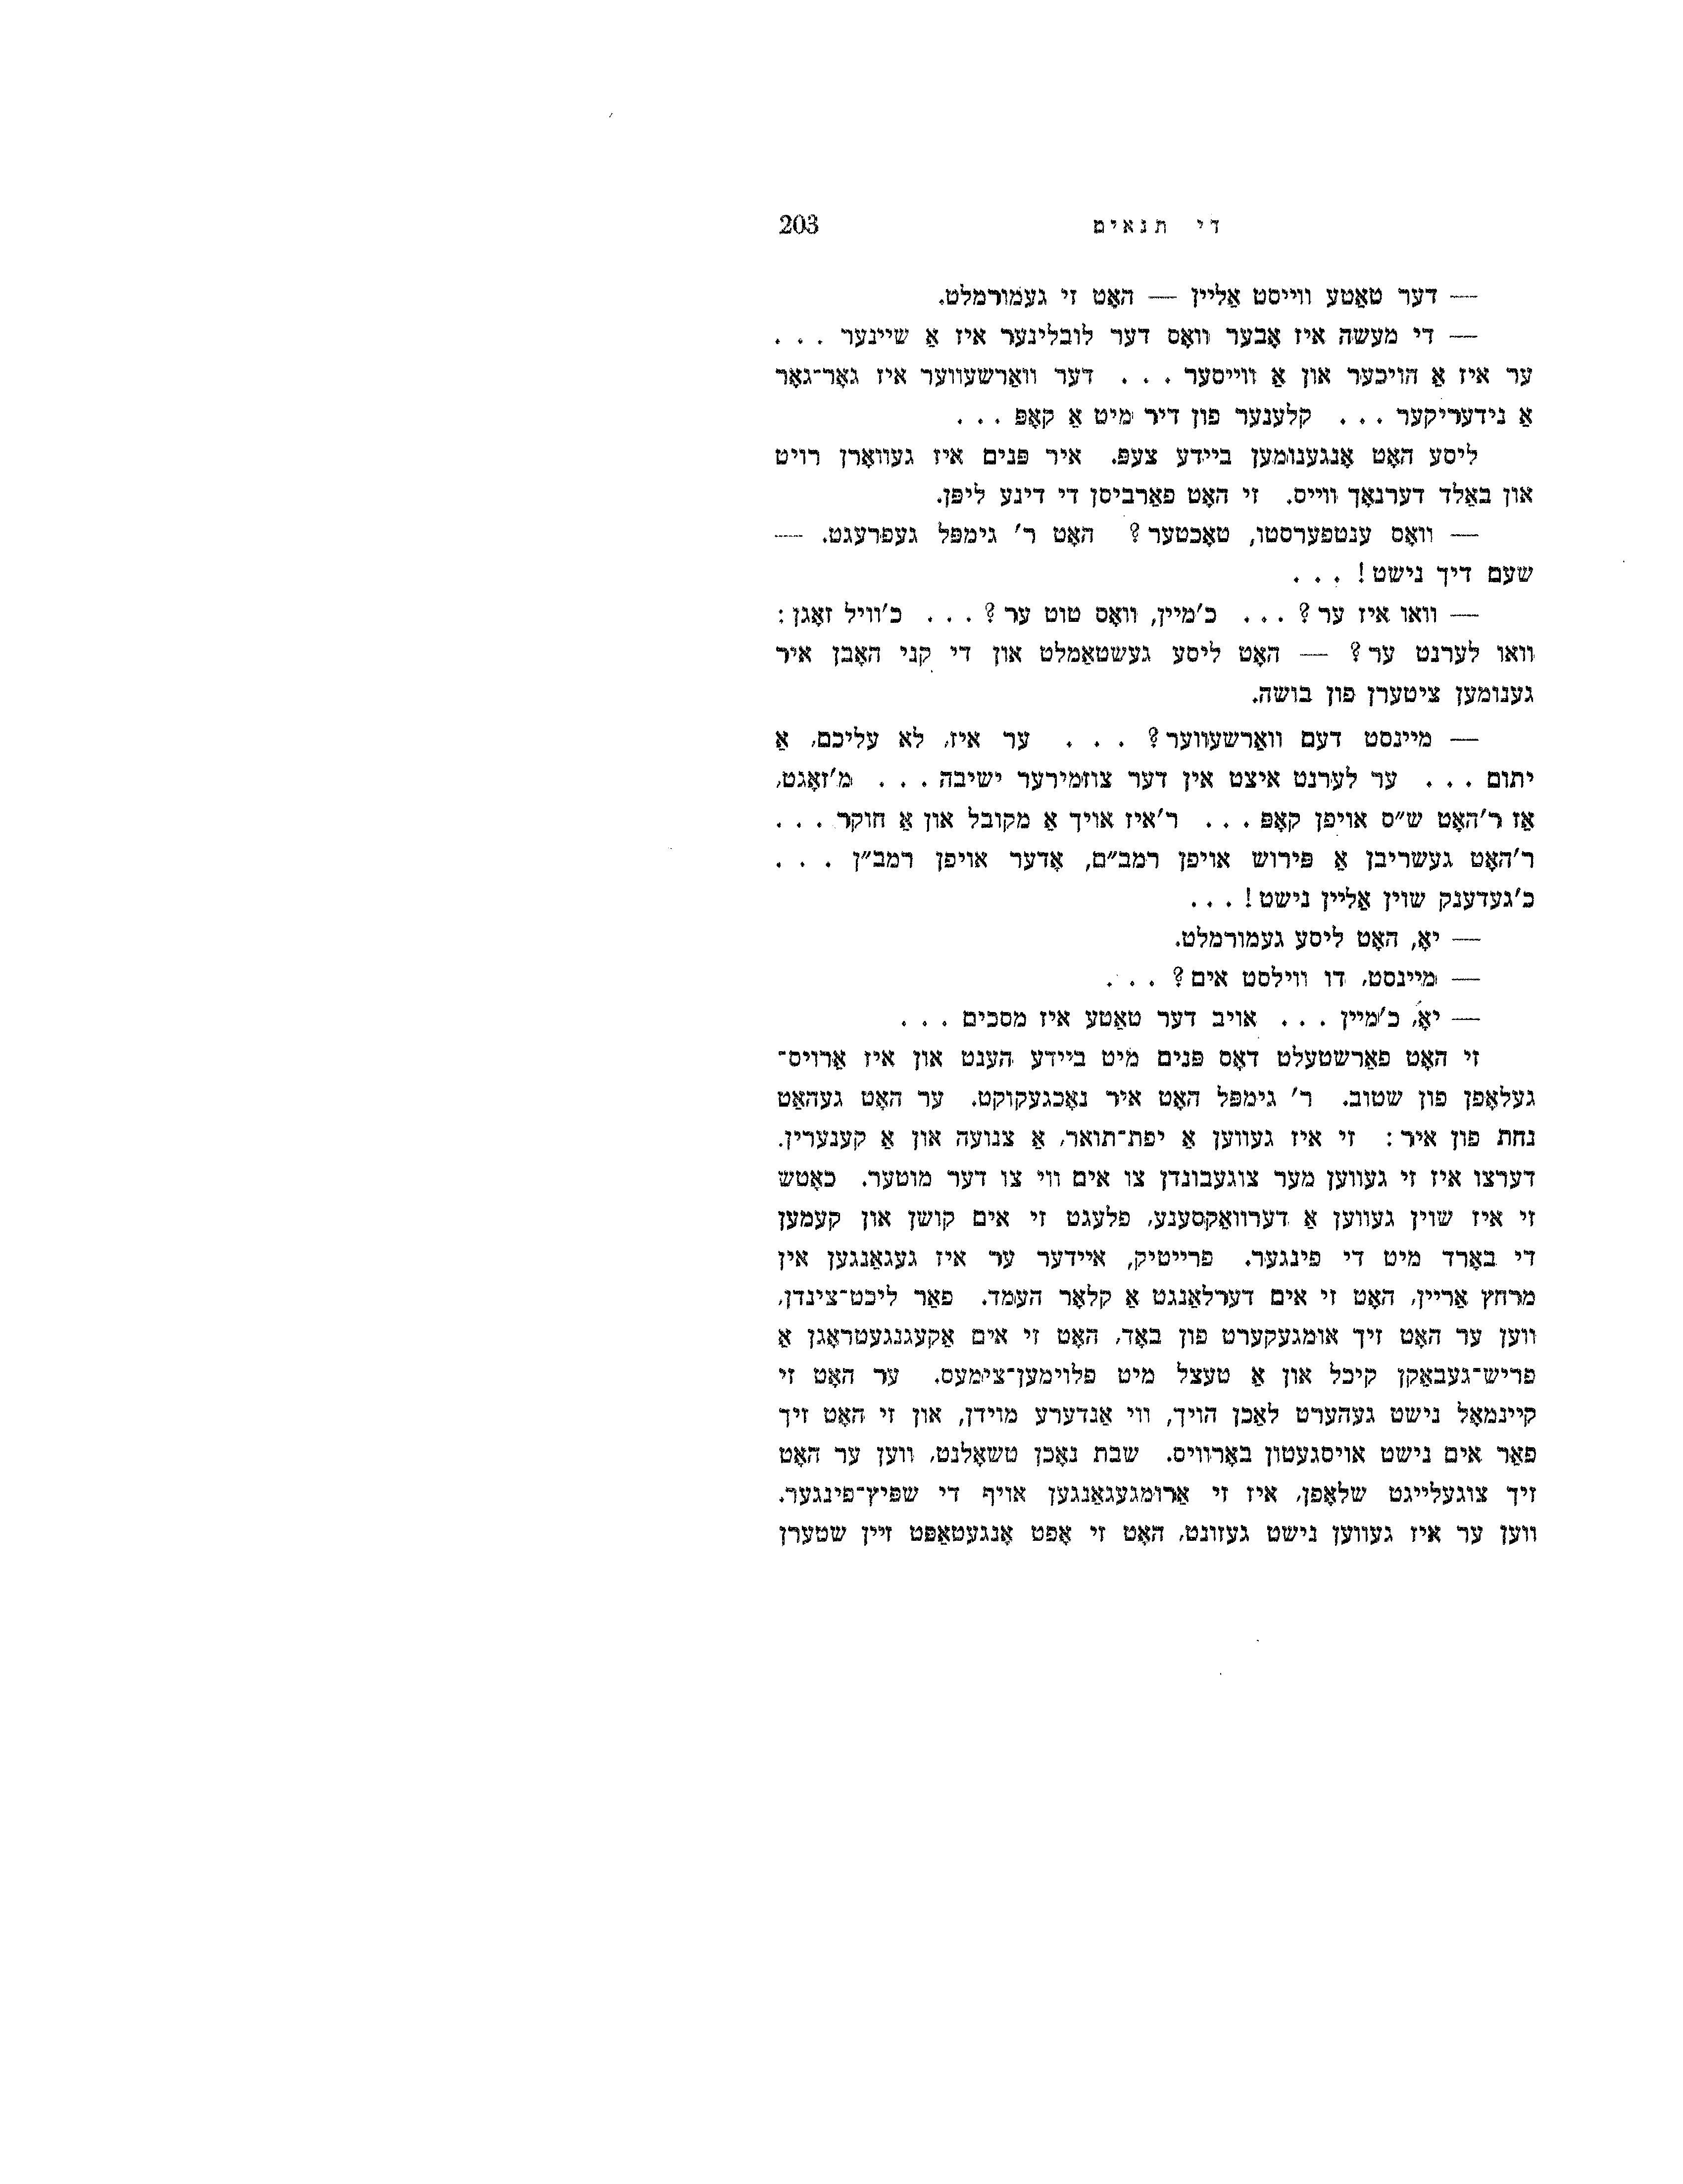 די תנאים 203
— דער טאַטע ווייסט אַליין — האָט זי געמורמלט.
— די מעשה איז אָבער וואָס דער לובלינער איז אַ שיינער . . .
ער איז אַ הויכער און אַ ווייסער . . . דער וואַרשעווער איז גאָר־גאָר
אַ נידעריקער . . . קלענער פון דיר מיט אַ קאָפּ . . .
ליסע האָט אָנגענומען ביידע צעפּ. איר פּנים איז געוואָרן רויט
און באַלד דערנאָך ווייס. זי האָט פאַרביסן די דינע ליפּן.
— וואָס ענטפערסטו, טאָכטער? האָט ר' גימפּל געפרעגט. —
שעם דיך נישט! . . .
— וואו איז ער? . . . כ'מיין, וואָס טוט ער? . . . כ'וויל זאָגן:
וואו לערנט ער? — האָט ליסע געשטאַמלט און די קני האָבן איר
גענומען ציטערן פון בושה.
— מיינסט דעם וואַרשעווער? . . . ער איז, לא עליכם, אַ
יתום . . . ער לערנט איצט אין דער צוזמירער ישיבה . . . מ'זאָגט,
אַז ר'האָט ש״ס אויפן קאָפּ . . . ר'איז אויך אַ מקובל און אַ חוקר . . .
ר'האָט געשריבן אַ פּירוש אויפן רמב״ם, אָדער אויפן רמב״ן . . .
כ'געדענק שוין אַליין נישט! . . .
— יאָ, האָט ליסע געמורמלט.
— מיינסט, דו ווילסט אים? . . .
— יאָ, כ'מיין . . . אויב דער טאַטע איז מסכים . . .
זי האָט פאַרשטעלט דאָס פּנים מיט ביידע הענט און איז אַרויס־
געלאָפן פון שטוב. ר' גימפּל האָט איר נאָכגעקוקט. ער האָט געהאַט
נחת פון איר: זי איז געווען אַ יפת־תואר, אַ צנועה און אַ קענערין.
דערצו איז זי געווען מער צוגעבונדן צו אים ווי צו דער מוטער. כאָטש
זי איז שוין געווען אַ דערוואַקסענע, פלעגט זי אים קושן און קעמען
די באָרד מיט די פינגער. פרייטיק, איידער ער איז געגאַנגען אין
מרחץ אַריין, האָט זי אים דערלאַנגט אַ קלאָר העמד. פאַר ליכט־צינדן,
ווען ער האָט זיך אומגעקערט פון באָד, האָט זי אים אַקעגנגעטראָגן אַ
פריש־געבאַקן קיכל און אַ טעצל מיט פלוימען־צימעס. ער האָט זי
קיינמאָל נישט געהערט לאַכן הויך, ווי אַנדערע מוידן, און זי האָט זיך
פאַר אים נישט אויסגעטון באָרוויס. שבת נאָכן טשאָלנט, ווען ער האָט
זיך צוגעלייגט שלאָפן, איז זי אַרומגעגאַנגען אויף די שפּיץ־פינגער.
ווען ער איז געווען נישט געזונט, האָט זי אָפט אָנגעטאַפּט זיין שטערן